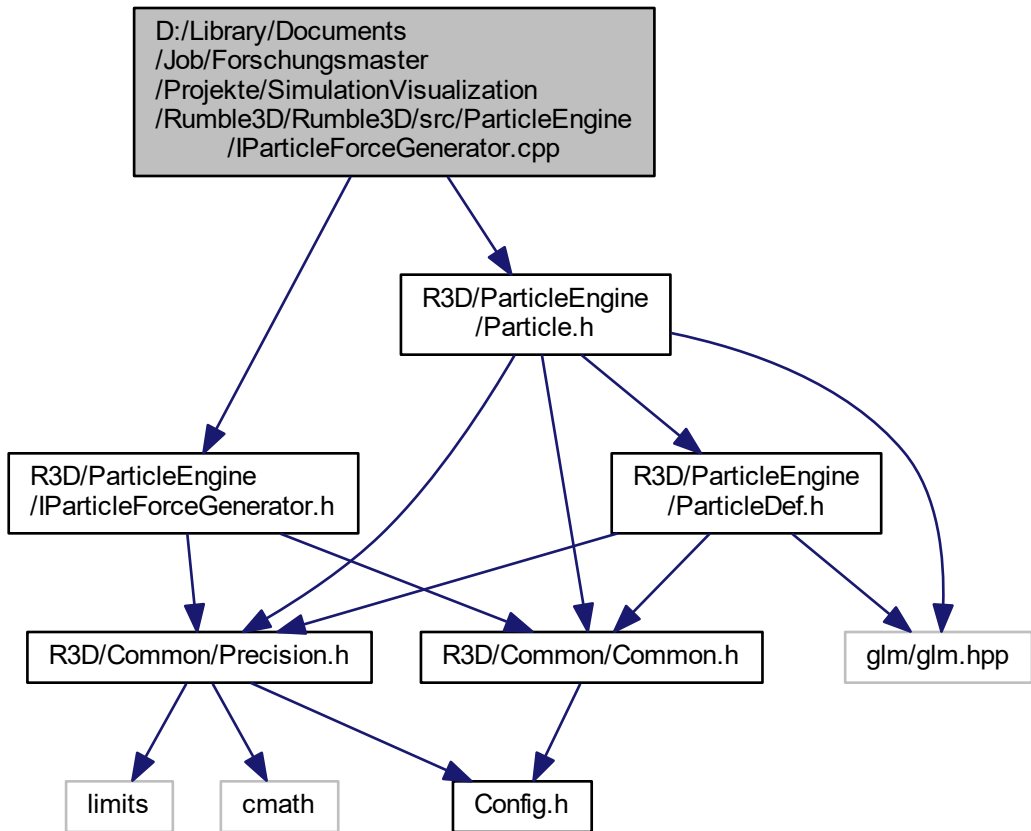 D:/Library/Documents
/Job/Forschungsmaster
/Projekte/SimulationVisualization
/Rumble3D/Rumble3D/src/ParticleEngine
/IParticleForceGenerator.cpp
R3D/ParticleEngine
/Particle.h
R3D/ParticleEngine
/IParticleForceGenerator.h
R3D/ParticleEngine
/ParticleDef.h
R3D/Common/Precision.h
R3D/Common/Common.h
glm/glm.hpp
limits
cmath
Config.h